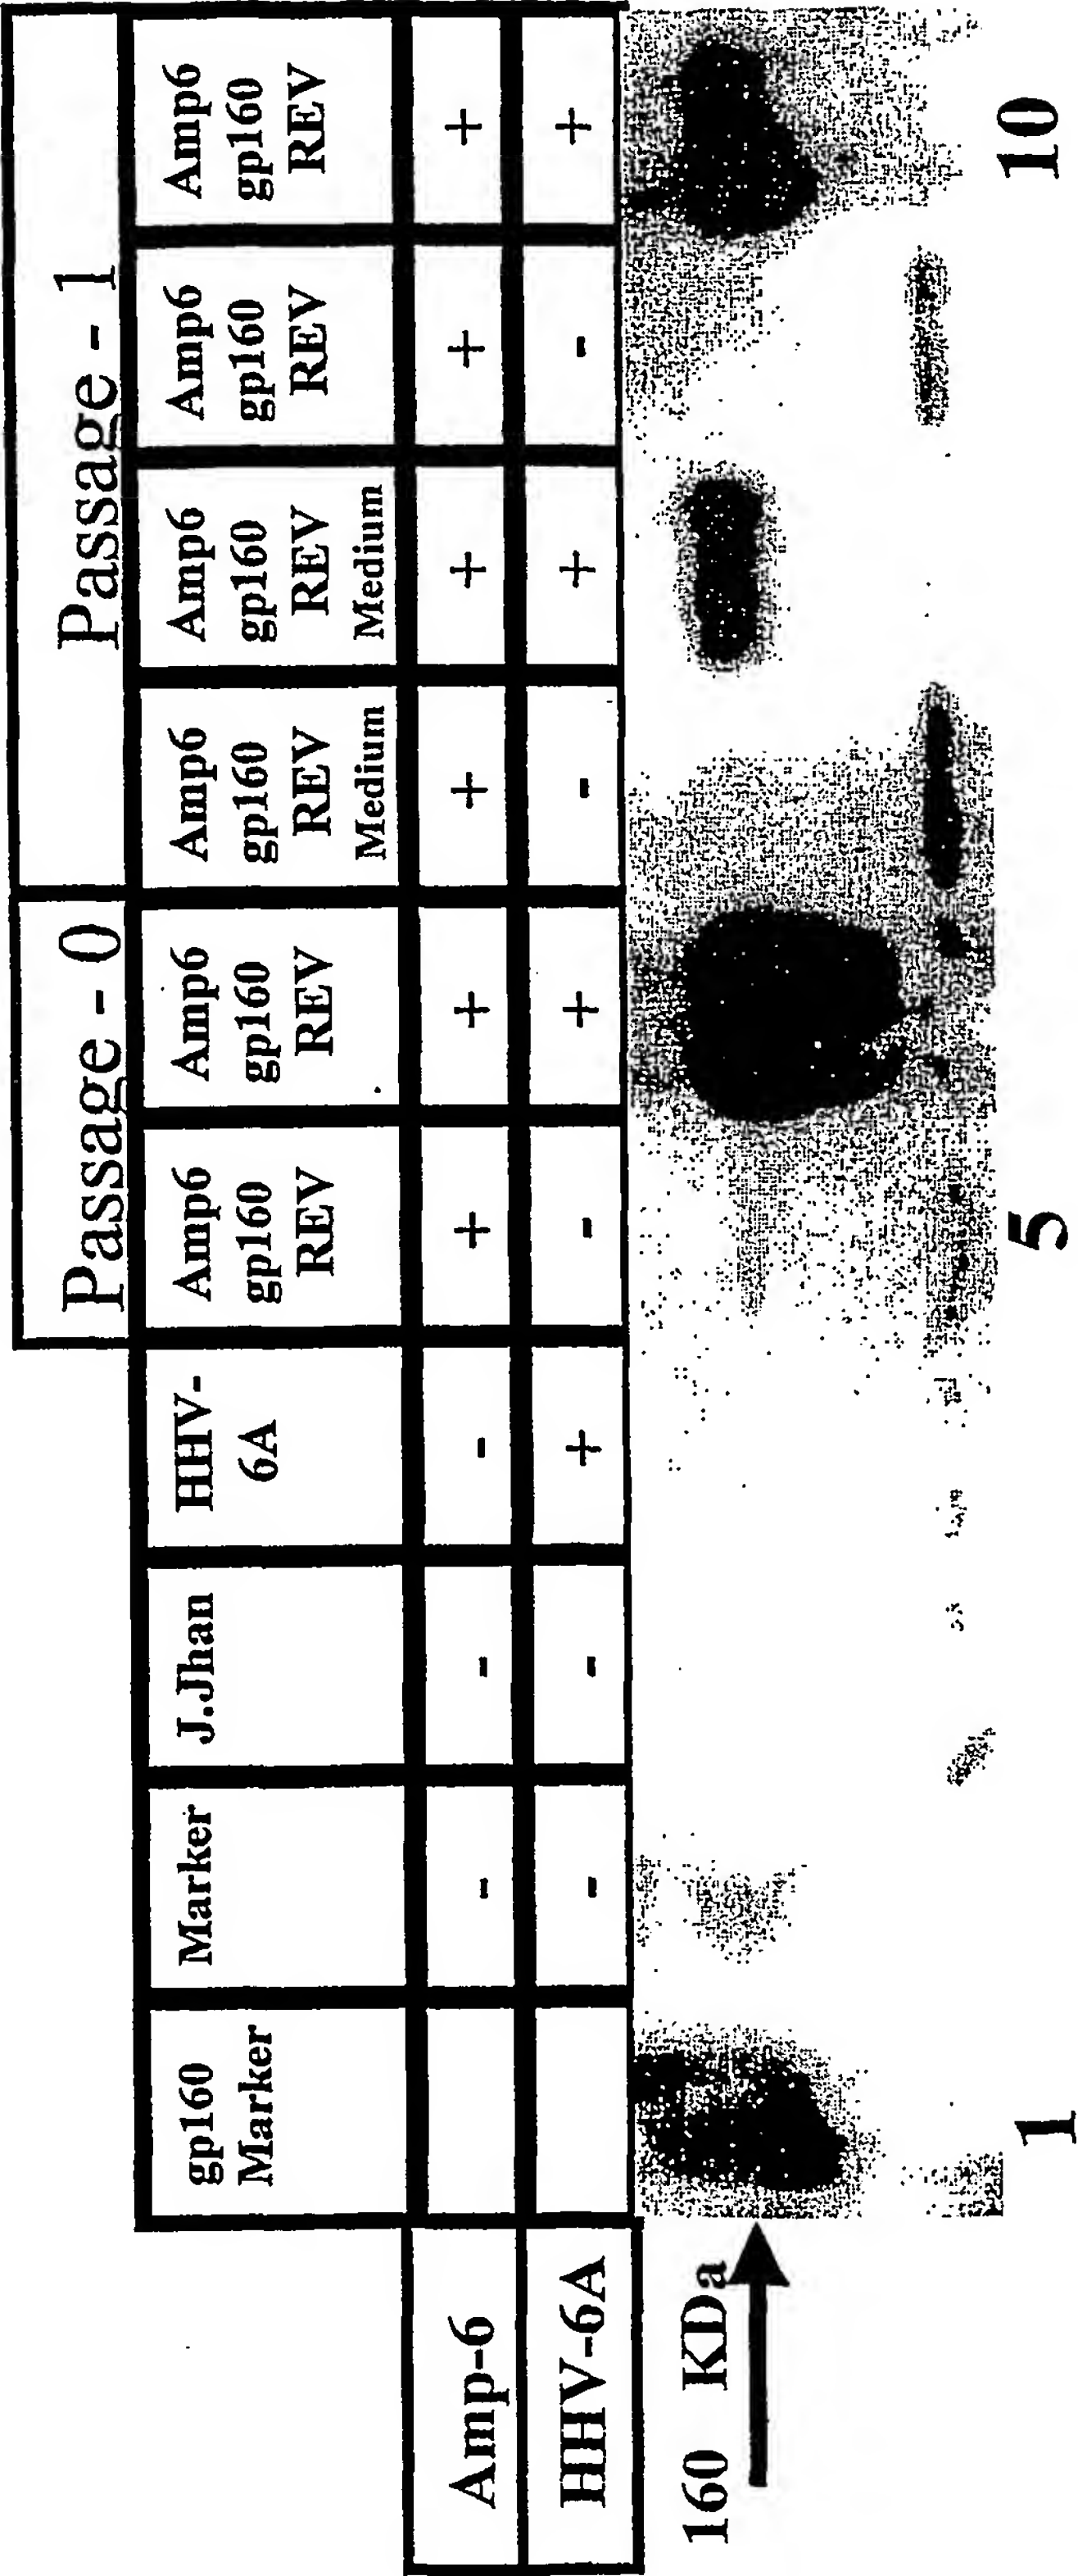 Passage - 0
Passage - 1
gp160
Marker
Marker
J.Jhan
HHV-
6A
Amp6
gp160
REV
Amp6
gp160
REV
Amp6
gp160
REV
Medium
Amp6
gp160
REV
Medium
Amp6
gp160
REV
Amp6
gp160
REV
Amp-6
- - - + + + + + +
HHV-6A
- - + - + - + - +
160 KDa
1
5
10